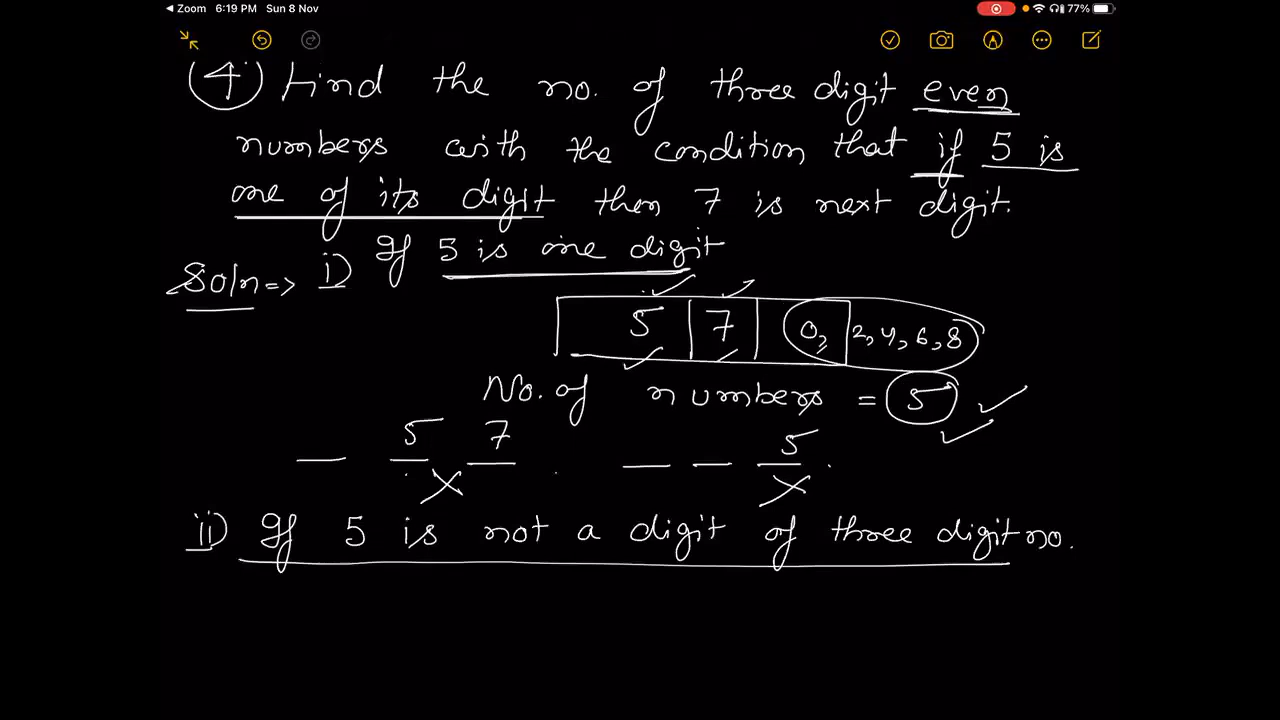 Zoom 6:19 PM Sun 8 Nov 77%
(4) Find the no. of three digit even
numbers with the condition that if 5 is
one of its digit then 7 is next digit.
Soln => i) If 5 is one digit
5 7 0, 2, 4, 6, 8
No. of numbers = 5
5 7 5
ii) If 5 is not a digit of three digit no.